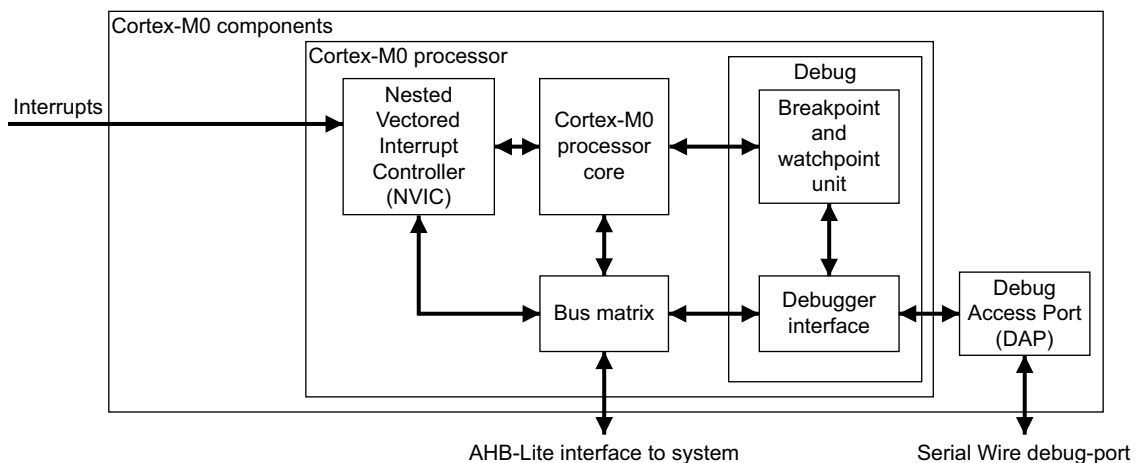 Cortex-M0 components
Cortex-M0 processor
Interrupts
Nested
Vectored
Interrupt
Controller
(NVIC)
Cortex-M0
processor
core
Debug
Breakpoint
and
watchpoint
unit
Bus matrix
Debugger
interface
Debug
Access Port
(DAP)
AHB-Lite interface to system
Serial Wire debug-port